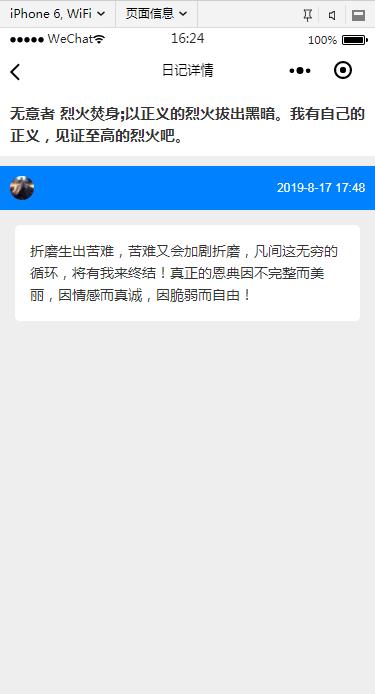 iPhone 6, WiFi 页面信息
WeChat 16:24 100%
日记详情
无意者 烈火焚身;以正义的烈火拔出黑暗。我有自己的
正义，见证至高的烈火吧。
2019-8-17 17:48
折磨生出苦难，苦难又会加剧折磨，凡间这无穷的
循环，将有我来终结！真正的恩典因不完整而美
丽，因情感而真诚，因脆弱而自由！